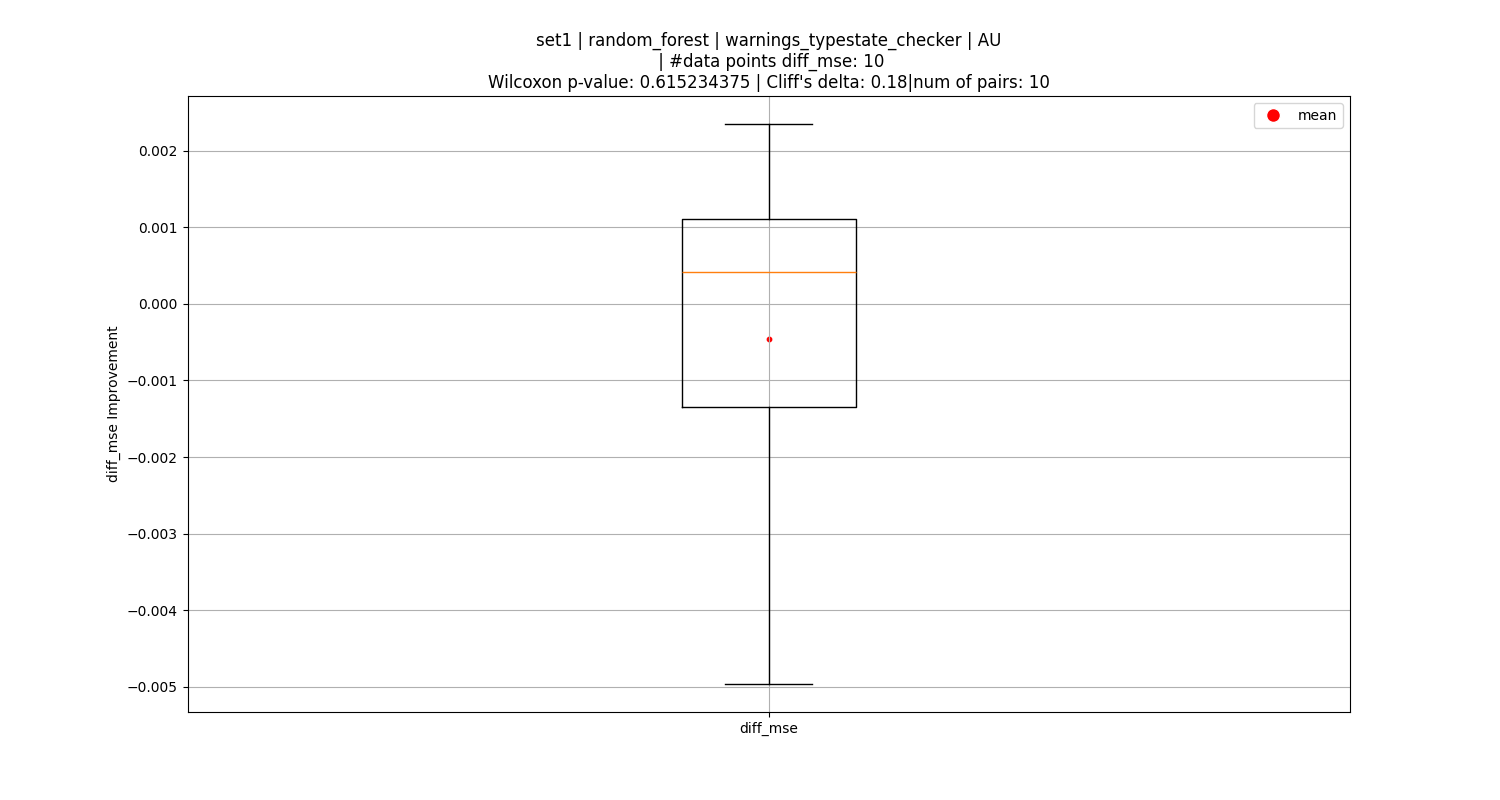 set1 | random_forest | warnings_typestate_checker | AU
| #data points diff_mse: 10
Wilcoxon p-value: 0.615234375 | Cliff's delta: 0.18|num of pairs: 10
mean
0.002
0.001
0.000
−0.001
−0.002
−0.003
−0.004
−0.005
diff_mse Improvement
diff_mse